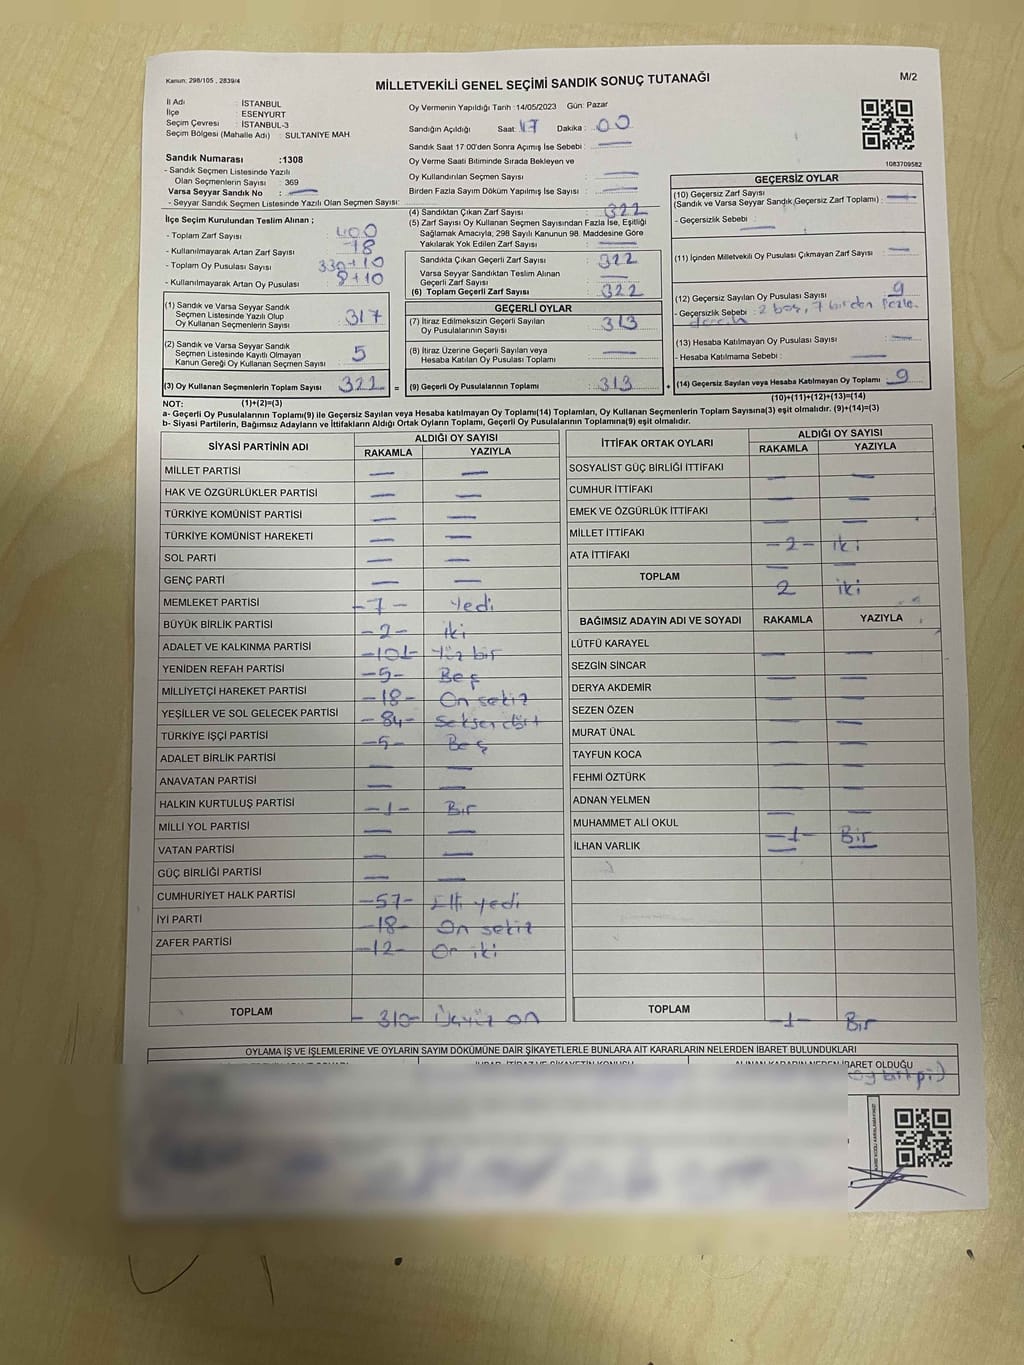 Kanun: 298/105 , 2839/4
MİLLETVEKİLİ GENEL SEÇİMİ SANDIK SONUÇ TUTANAĞI
M/2
İl Adı : İSTANBUL
İlçe : ESENYURT
Seçim Çevresi : İSTANBUL-3
Seçim Bölgesi (Mahalle Adı) : SULTANIYE MAH
Sandık Numarası :1308
- Sandık Seçmen Listesinde Yazılı
Olan Seçmenlerin Sayısı : 369
Varsa Seyyar Sandık No : —
- Seyyar Sandık Seçmen Listesinde Yazılı Olan Seçmen Sayısı:
Oy Vermenin Yapıldığı Tarih :14/05/2023 Gün: Pazar
Sandığın Açıldığı Saat: 17 Dakika : 00
Sandık Saat 17 00'den Sonra Açımış İse Sebebi : —
Oy Verme Saati Bitiminde Sırada Bekleyen ve
Oy Kullandırılan Seçmen Sayısı : —
Birden Fazla Sayım Döküm Yapılmış İse Sayısı : —
1083709582
İlçe Seçim Kurulundan Teslim Alınan ;
- Toplam Zarf Sayısı : 400
- Kullanılmayarak Artan Zarf Sayısı : 78
- Toplam Oy Pusulası Sayısı : 330+10
- Kullanılmayarak Artan Oy Pusulası : 8+10
(1) Sandık ve Varsa Seyyar Sandık
Seçmen Listesinde Yazılı Olup
Oy Kullanan Seçmenlerin Sayısı : 317
(2) Sandık ve Varsa Seyyar Sandık
Seçmen Listesinde Kayıtlı Olmayan
Kanun Gereği Oy Kullanan Seçmen Sayısı : 5
(3) Oy Kullanan Seçmenlerin Toplam Sayısı : 322 =
(4) Sandıktan Çıkan Zarf Sayısı : 322
(5) Zarf Sayısı Oy Kullanan Seçmen Sayısından Fazla İse, Eşitliği
Sağlamak Amacıyla, 298 Sayılı Kanunun 98. Maddesine Göre
Yakılarak Yok Edilen Zarf Sayısı : —
Sandıkta Çıkan Geçerli Zarf Sayısı : 322
Varsa Seyyar Sandıktan Teslim Alınan
Geçerli Zarf Sayısı : —
(6) Toplam Geçerli Zarf Sayısı : 322
GEÇERLİ OYLAR
(7) İtiraz Edilmeksizin Geçerli Sayılan
Oy Pusulalarının Sayısı : 313
(8) İtiraz Üzerine Geçerli Sayılan veya
Hesaba Katılan Oy Pusulası Toplamı : —
(9) Geçerli Oy Pusulalarının Toplamı : 313 +
GEÇERSİZ OYLAR
(10) Geçersiz Zarf Sayısı
(Sandık ve Varsa Seyyar Sandık Geçersiz Zarf Toplamı) : —
- Geçersizlik Sebebi : —
(11) İçinden Milletvekili Oy Pusulası Çıkmayan Zarf Sayısı : —
(12) Geçersiz Sayılan Oy Pusulası Sayısı : 9
- Geçersizlik Sebebi : 2 boş, 7 birden fazla
(13) Hesaba Katılmayan Oy Pusulası Sayısı : —
- Hesaba Katılmama Sebebi : —
(14) Geçersiz Sayılan veya Hesaba Katılmayan Oy Toplamı : 9
NOT: (1)+(2)=(3) (10)+(11)+(12)+(13)=(14)
a- Geçerli Oy Pusulalarının Toplamı(9) ile Geçersiz Sayılan veya Hesaba katılmayan Oy Toplamı(14) Toplamları, Oy Kullanan Seçmenlerin Toplam Sayısına(3) eşit olmalıdır. (9)+(14)=(3)
b- Siyasi Partilerin, Bağımsız Adayların ve İttifakların Aldığı Ortak Oyların Toplamı, Geçerli Oy Pusulalarının Toplamına(9) eşit olmalıdır.
SİYASİ PARTİNİN ADI ALDIĞI OY SAYISI
RAKAMLA YAZIYLA
MİLLET PARTİSİ — —
HAK VE ÖZGÜRLÜKLER PARTİSİ — —
TÜRKİYE KOMÜNİST PARTİSİ — —
TÜRKİYE KOMÜNİST HAREKETİ — —
SOL PARTİ — —
GENÇ PARTİ — —
MEMLEKET PARTİSİ -7- Yedi
BÜYÜK BİRLİK PARTİSİ -2- iki
ADALET VE KALKINMA PARTİSİ -101- Yüz bir
YENİDEN REFAH PARTİSİ -5- Beş
MİLLİYETÇİ HAREKET PARTİSİ -18- On sekiz
YEŞİLLER VE SOL GELECEK PARTİSİ -84- Seksen dört
TÜRKİYE İŞÇİ PARTİSİ -5- Beş
ADALET BİRLİK PARTİSİ — —
ANAVATAN PARTİSİ — —
HALKIN KURTULUŞ PARTİSİ -1- Bir
MİLLİ YOL PARTİSİ — —
VATAN PARTİSİ — —
GÜÇ BİRLİĞİ PARTİSİ — —
CUMHURİYET HALK PARTİSİ -57- Elli yedi
İYİ PARTİ -18- On sekiz
ZAFER PARTİSİ -12- On iki
TOPLAM - 310- Üçyüz on
İTTİFAK ORTAK OYLARI ALDIĞI OY SAYISI
RAKAMLA YAZIYLA
SOSYALİST GÜÇ BİRLİĞİ İTTİFAKI — —
CUMHUR İTTİFAKI — —
EMEK VE ÖZGÜRLÜK İTTİFAKI — —
MİLLET İTTİFAKI -2- iki
ATA İTTİFAKI — —
TOPLAM 2 iki
BAĞIMSIZ ADAYIN ADI VE SOYADI RAKAMLA YAZIYLA
LÜTFÜ KARAYEL — —
SEZGİN SİNCAR — —
DERYA AKDEMİR — —
SEZEN ÖZEN — —
MURAT ÜNAL — —
TAYFUN KOCA — —
FEHMİ ÖZTÜRK — —
ADNAN YELMEN — —
MUHAMMET ALİ OKUL -1- Bir
İLHAN VARLIK — —
TOPLAM -1- Bir
OYLAMA İŞ VE İŞLEMLERİNE VE OYLARIN SAYIM DÖKÜMÜNE DAİR ŞİKAYETLERLE BUNLARA AİT KARARLARIN NELERDEN İBARET BULUNDUKLARI